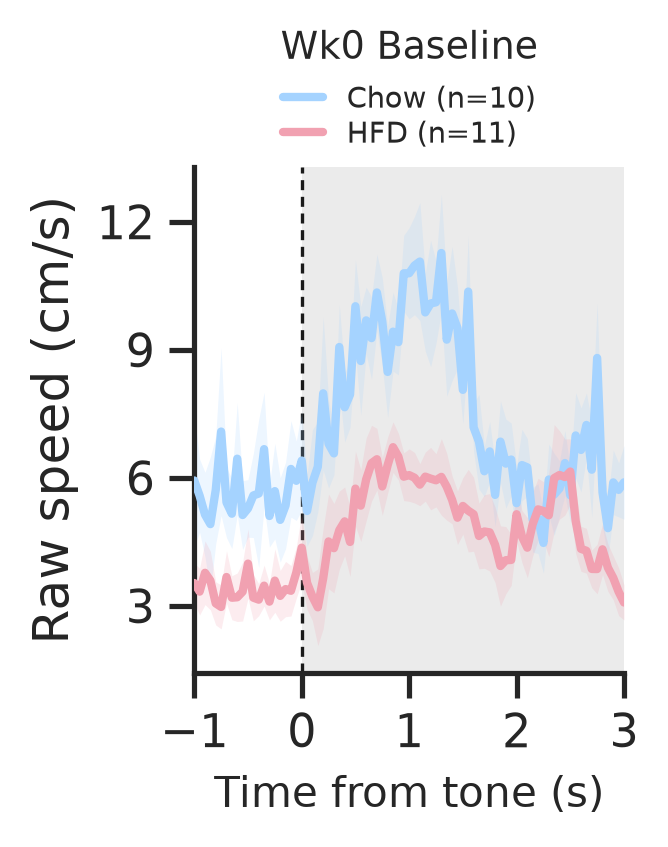 Wk0 Baseline
Chow (n=10)
HFD (n=11)
Raw speed (cm/s)
12
9
6
3
−1 0 1 2 3
Time from tone (s)